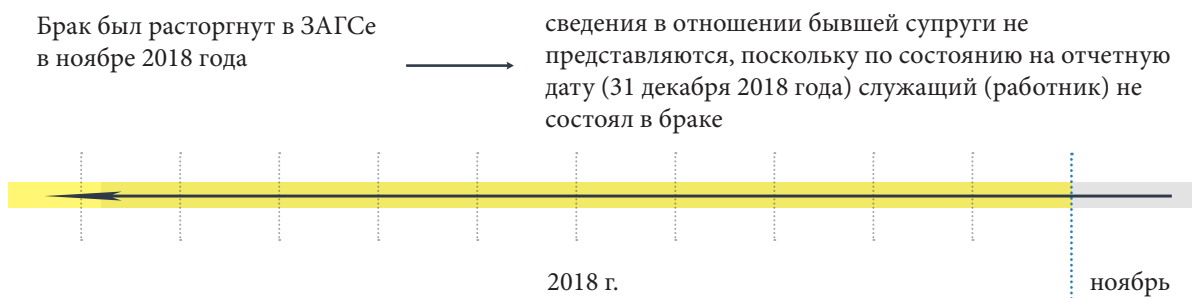 Брак был расторгнут в ЗАГСе
в ноябре 2018 года
сведения в отношении бывшей супруги не
представляются, поскольку по состоянию на отчетную
дату (31 декабря 2018 года) служащий (работник) не
состоял в браке
2018 г.
ноябрь